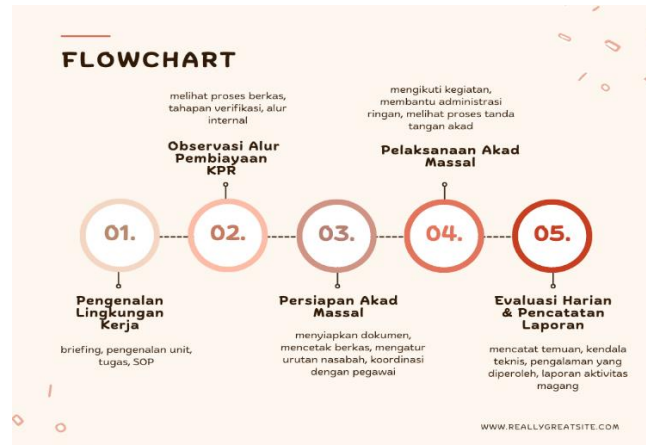 FLOWCHART
01.
Pengenalan
Lingkungan
Kerja
briefing, pengenalan unit,
tugas, SOP
melihat proses berkas,
tahapan verifikasi, alur
internal
Observasi Alur
Pembiayaan
KPR
02.
03.
Persiapan Akad
Massal
menyiapkan dokumen,
mencetak berkas, mengatur
urutan nasabah, koordinasi
dengan pegawai
mengikuti kegiatan,
membantu administrasi
ringan, melihat proses tanda
tangan akad
Pelaksanaan Akad
Massal
04.
05.
Evaluasi Harian
& Pencatatan
Laporan
mencatat temuan, kendala
teknis, pengalaman yang
diperoleh, laporan aktivitas
magang
WWW.REALLYGREATSITE.COM